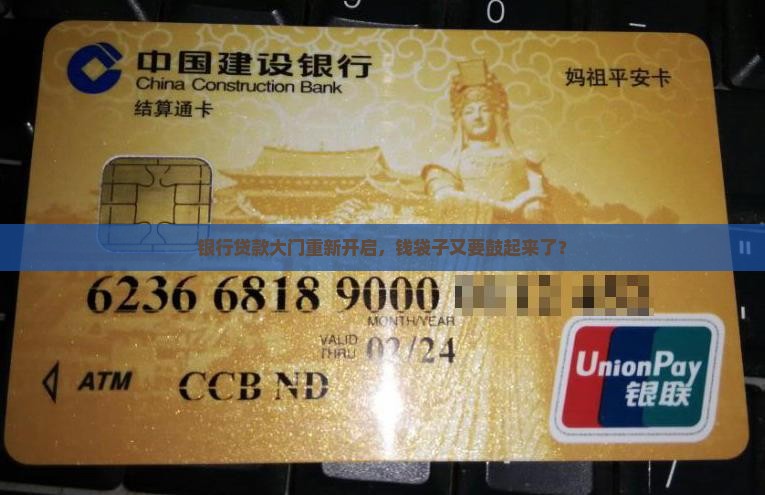 中国建设银行
China Construction Bank
妈祖平安卡
结算通卡
银行贷款大门重新开启，钱袋子又要鼓起来了？
6236 6818 9000
MONTH/YEAR
VALID
THRU 02/24
ATM
CCB ND
UnionPay
银联